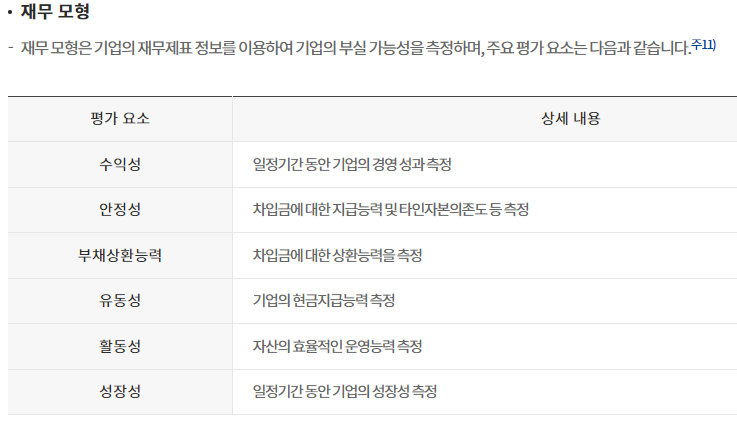 • 재무 모형
- 재무 모형은 기업의 재무제표 정보를 이용하여 기업의 부실 가능성을 측정하며, 주요 평가 요소는 다음과 같습니다.주11)
평가 요소 상세 내용
수익성 일정기간 동안 기업의 경영 성과 측정
안정성 차입금에 대한 지급능력 및 타인자본의존도 등 측정
부채상환능력 차입금에 대한 상환능력을 측정
유동성 기업의 현금지급능력 측정
활동성 자산의 효율적인 운영능력 측정
성장성 일정기간 동안 기업의 성장성 측정